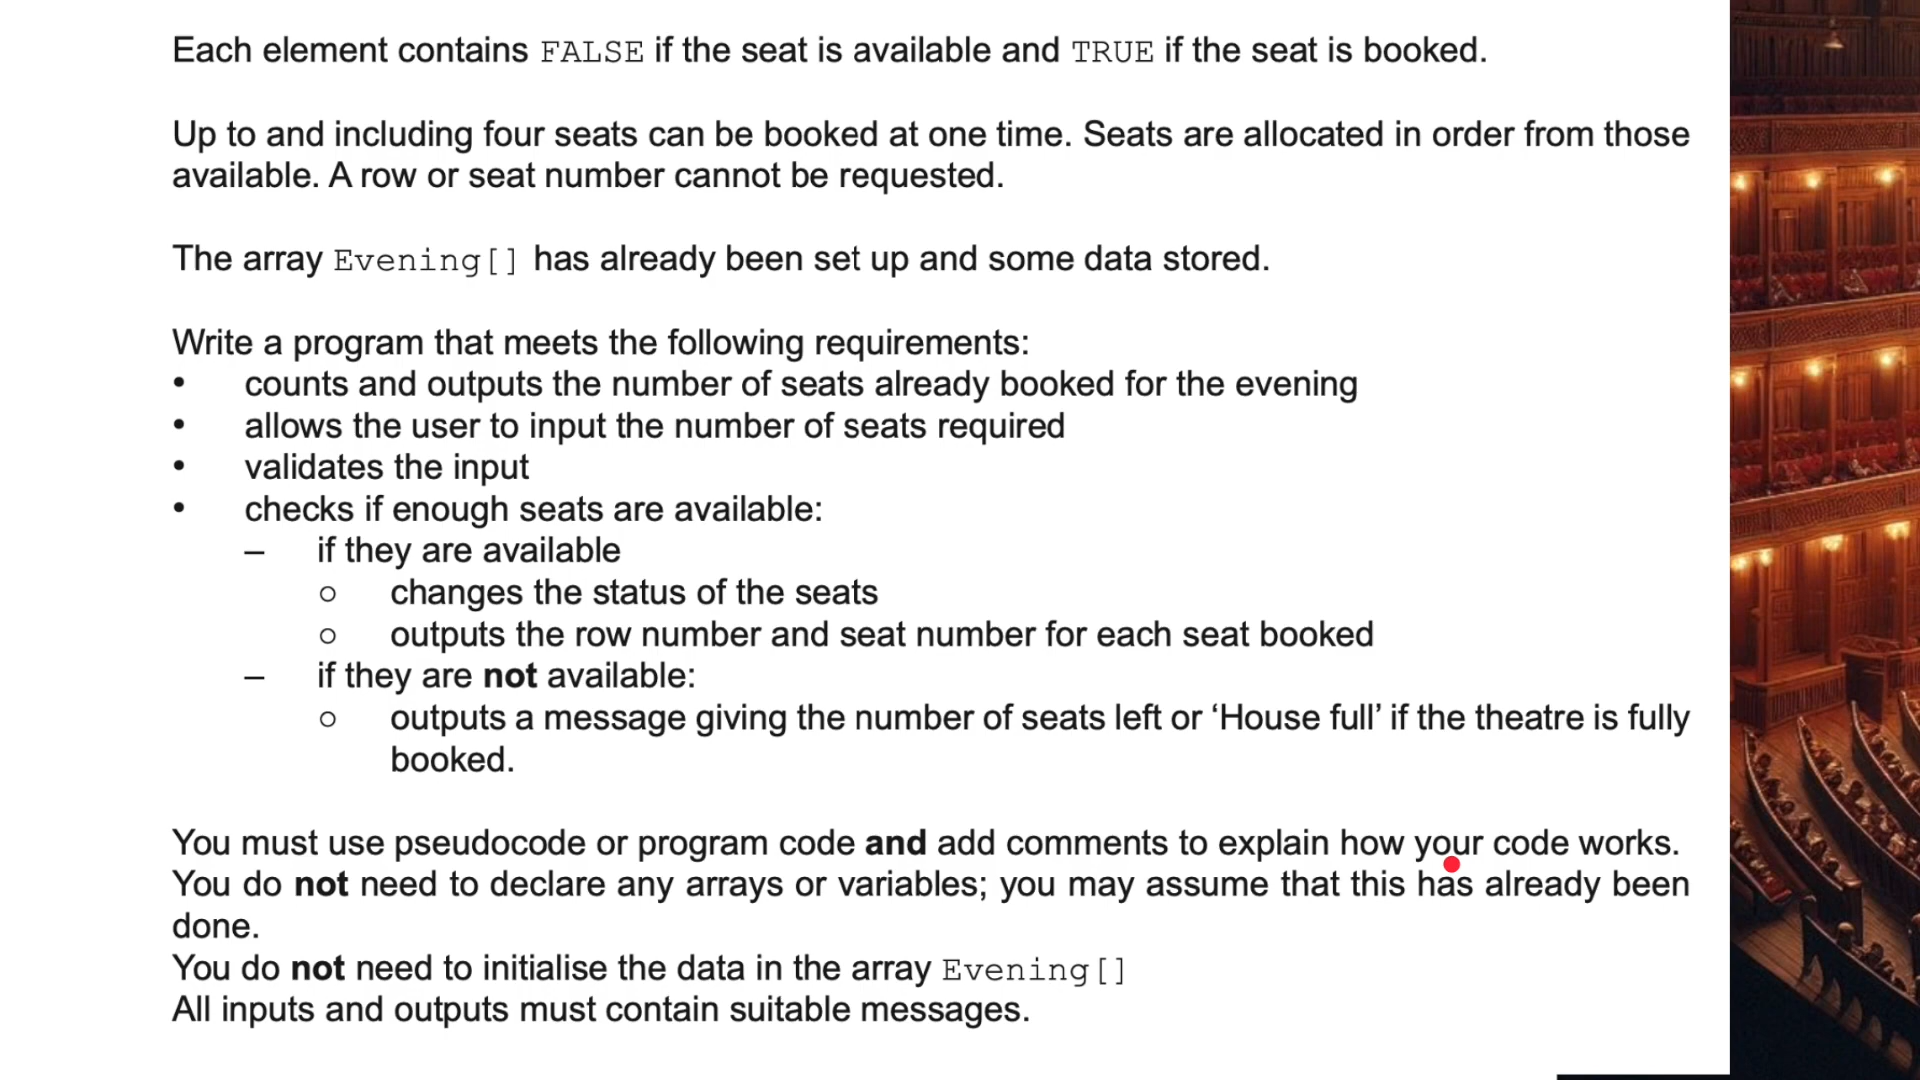 Each element contains FALSE if the seat is available and TRUE if the seat is booked.
Up to and including four seats can be booked at one time. Seats are allocated in order from those
available. A row or seat number cannot be requested.
The array Evening[] has already been set up and some data stored.
Write a program that meets the following requirements:
• counts and outputs the number of seats already booked for the evening
• allows the user to input the number of seats required
• validates the input
• checks if enough seats are available:
– if they are available
○ changes the status of the seats
○ outputs the row number and seat number for each seat booked
– if they are not available:
○ outputs a message giving the number of seats left or ‘House full’ if the theatre is fully
booked.
You must use pseudocode or program code and add comments to explain how your code works.
You do not need to declare any arrays or variables; you may assume that this has already been
done.
You do not need to initialise the data in the array Evening[]
All inputs and outputs must contain suitable messages.